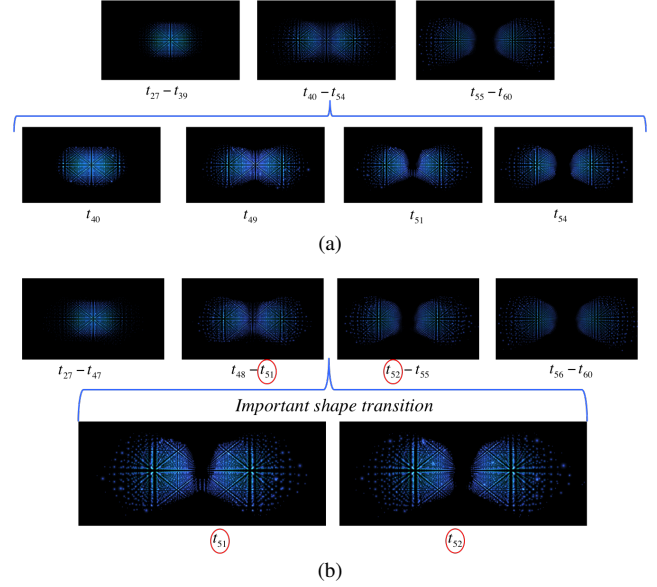 t27 – t39
t40 – t54
t55 – t60
t40
t49
t51
t54
(a)
t27 – t47
t48 – t51
t52 – t55
t56 – t60
Important shape transition
t51
t52
(b)